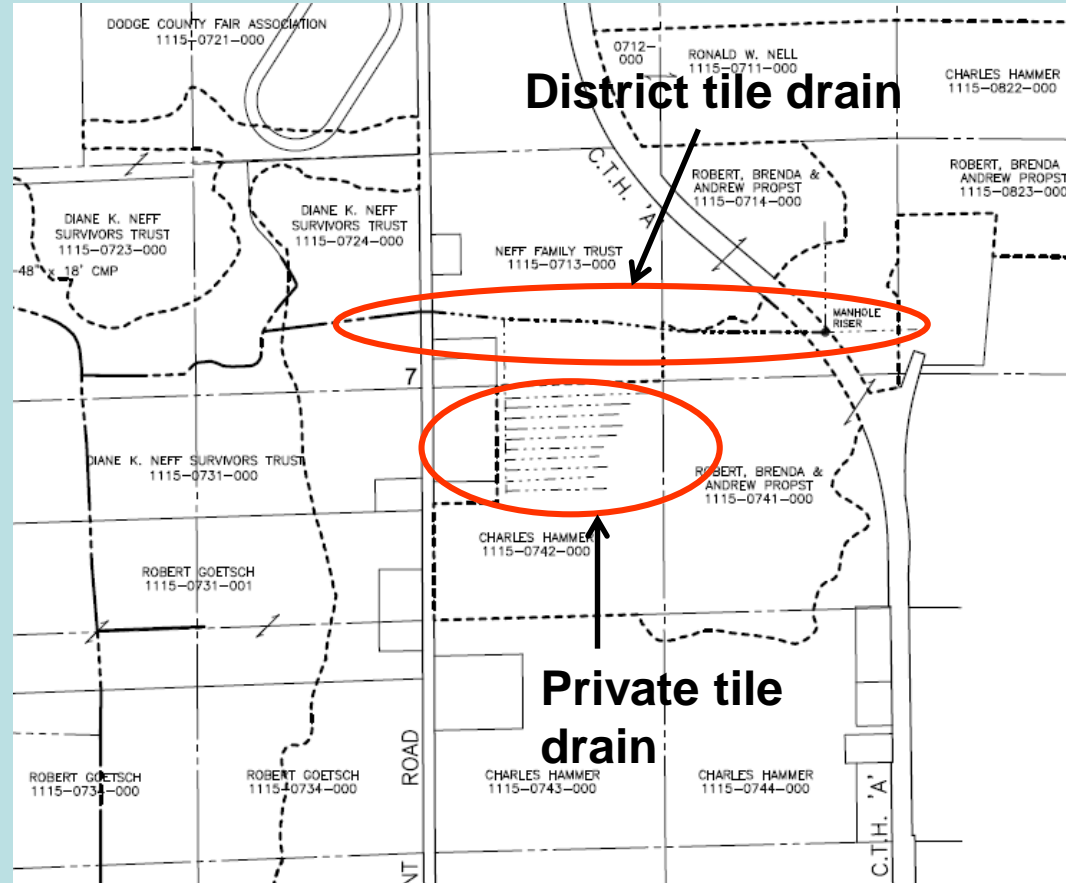 DODGE COUNTY FAIR ASSOCIATION
1115-0721-000
0712-
000
RONALD W. NELL
1115-0711-000
CHARLES HAMMER
1115-0822-000
District tile drain
C.T.H. 'A'
ROBERT, BRENDA &
ANDREW PROPST
1115-0714-000
ROBERT, BRENDA
ANDREW PROPST
1115-0823-000
DIANE K. NEFF
SURVIVORS TRUST
1115-0723-000
DIANE K. NEFF
SURVIVORS TRUST
1115-0724-000
NEFF FAMILY TRUST
1115-0713-000
-48" x 18' CMP
MANHOLE
RISER
7
DIANE K. NEFF SURVIVORS TRUST
1115-0731-000
ROBERT, BRENDA &
ANDREW PROPST
1115-0741-000
CHARLES HAMMER
1115-0742-000
ROBERT GOETSCH
1115-0731-001
Private tile
drain
ROBERT GOETSCH
1115-0734-000
ROBERT GOETSCH
1115-0734-000
ROAD
CHARLES HAMMER
1115-0743-000
CHARLES HAMMER
1115-0744-000
C.T.H. 'A'